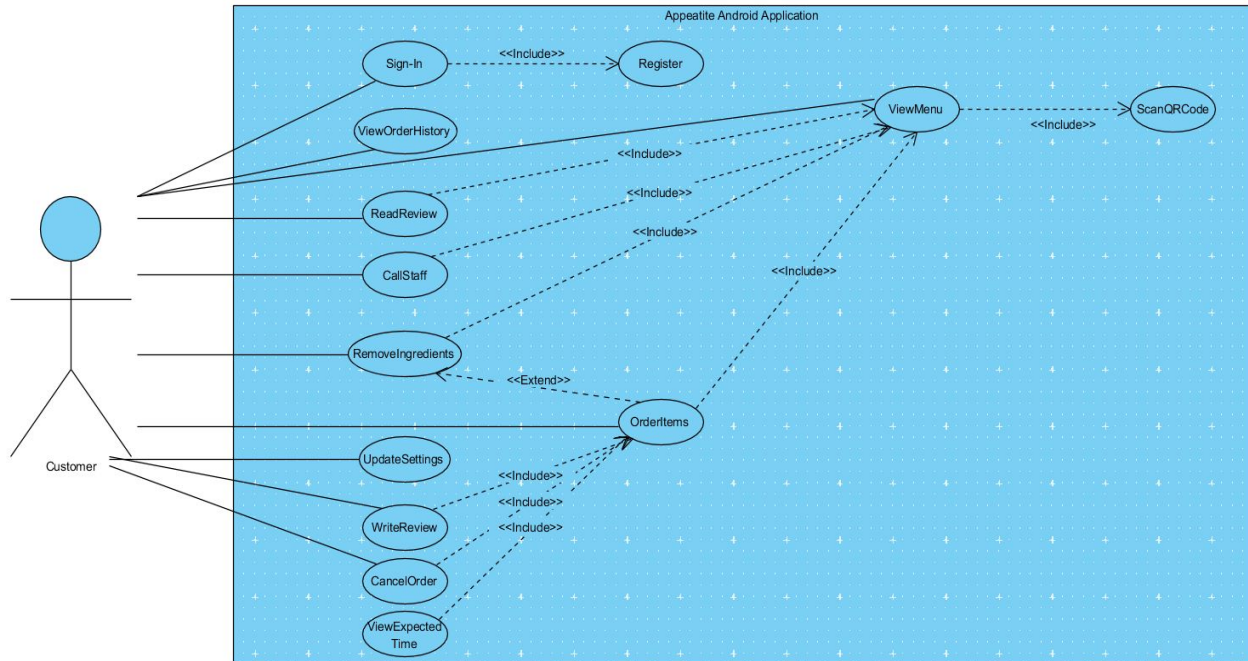 Appeatite Android Application
Sign-In
<<Include>>
Register
ViewMenu
ScanQRCode
<<Include>>
ViewOrderHistory
<<Include>>
<<Include>>
ReadReview
<<Include>>
CallStaff
<<Include>>
RemoveIngredients
<<Extend>>
OrderItems
Customer
UpdateSettings
<<Include>>
<<Include>>
<<Include>>
WriteReview
CancelOrder
ViewExpected
Time